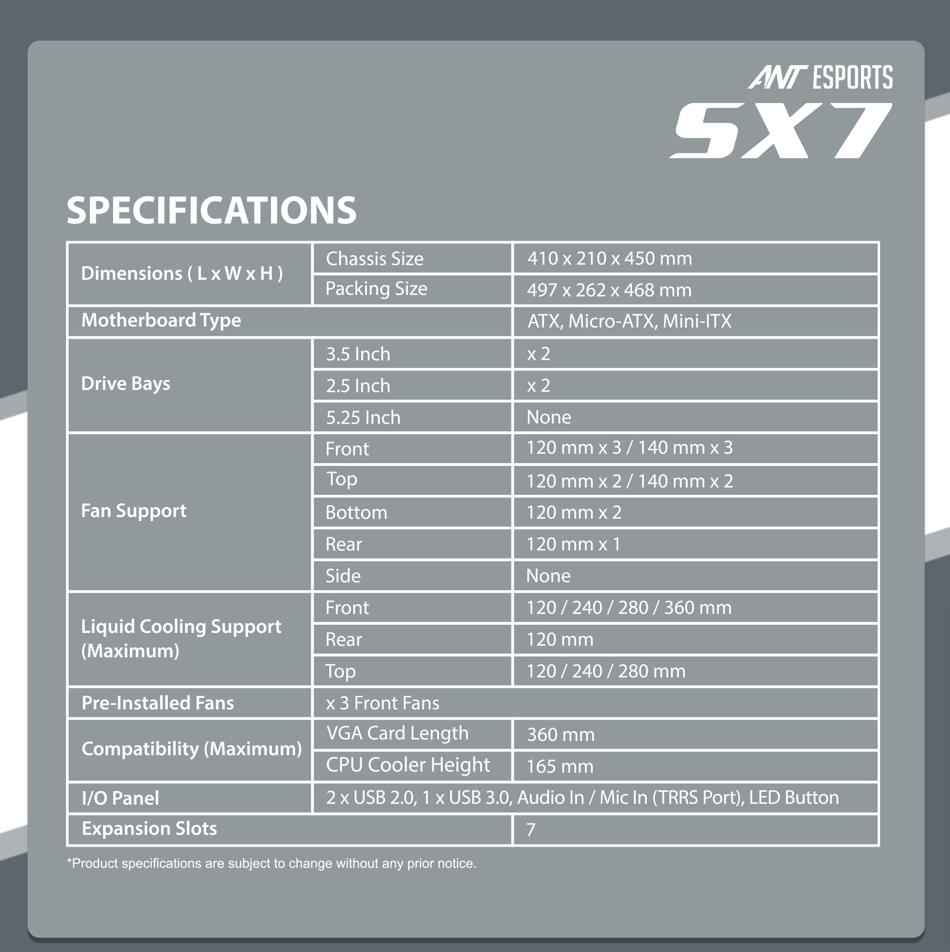 ANT ESPORTS
SX7
SPECIFICATIONS
Dimensions ( L x W x H )
Chassis Size
410 x 210 x 450 mm
Packing Size
497 x 262 x 468 mm
Motherboard Type
ATX, Micro-ATX, Mini-ITX
Drive Bays
3.5 Inch
x 2
2.5 Inch
x 2
5.25 Inch
None
Fan Support
Front
120 mm x 3 / 140 mm x 3
Top
120 mm x 2 / 140 mm x 2
Bottom
120 mm x 2
Rear
120 mm x 1
Side
None
Liquid Cooling Support
(Maximum)
Front
120 / 240 / 280 / 360 mm
Rear
120 mm
Top
120 / 240 / 280 mm
Pre-Installed Fans
x 3 Front Fans
Compatibility (Maximum)
VGA Card Length
360 mm
CPU Cooler Height
165 mm
I/O Panel
2 x USB 2.0, 1 x USB 3.0, Audio In / Mic In (TRRS Port), LED Button
Expansion Slots
7
*Product specifications are subject to change without any prior notice.